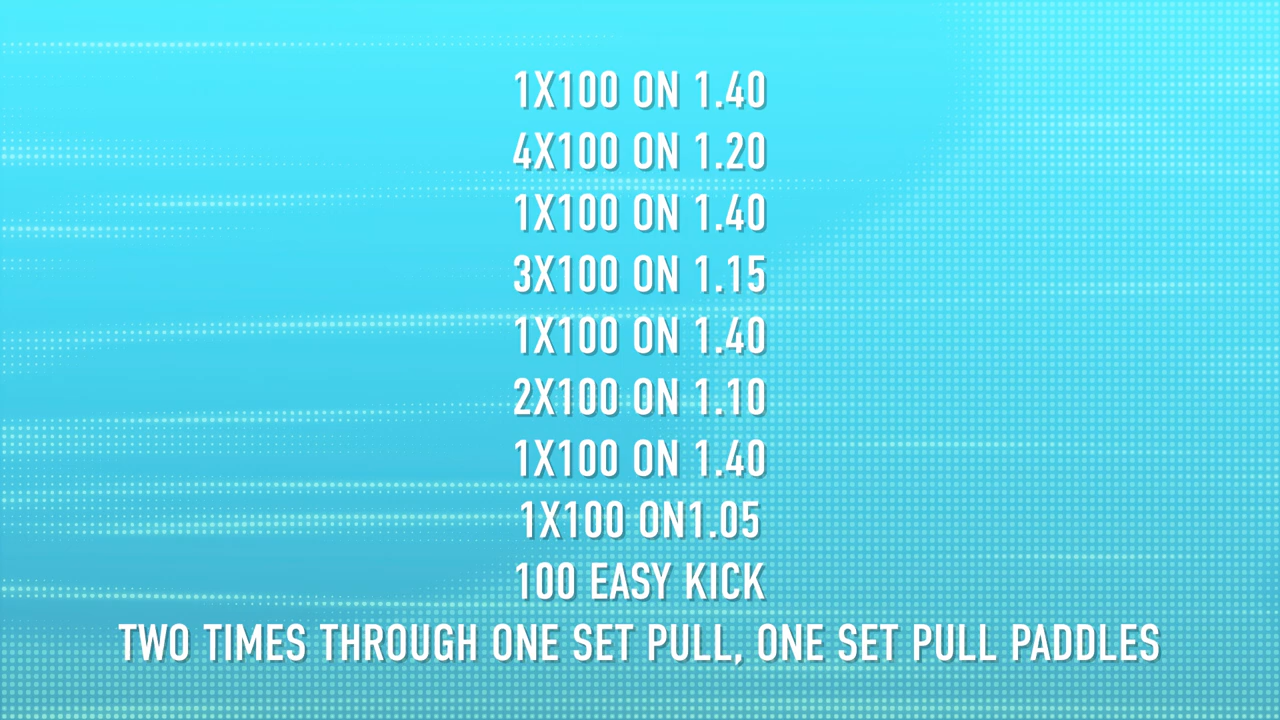 1X100 ON 1.40
4X100 ON 1.20
1X100 ON 1.40
3X100 ON 1.15
1X100 ON 1.40
2X100 ON 1.10
1X100 ON 1.40
1X100 ON1.05
100 EASY KICK
TWO TIMES THROUGH ONE SET PULL, ONE SET PULL PADDLES